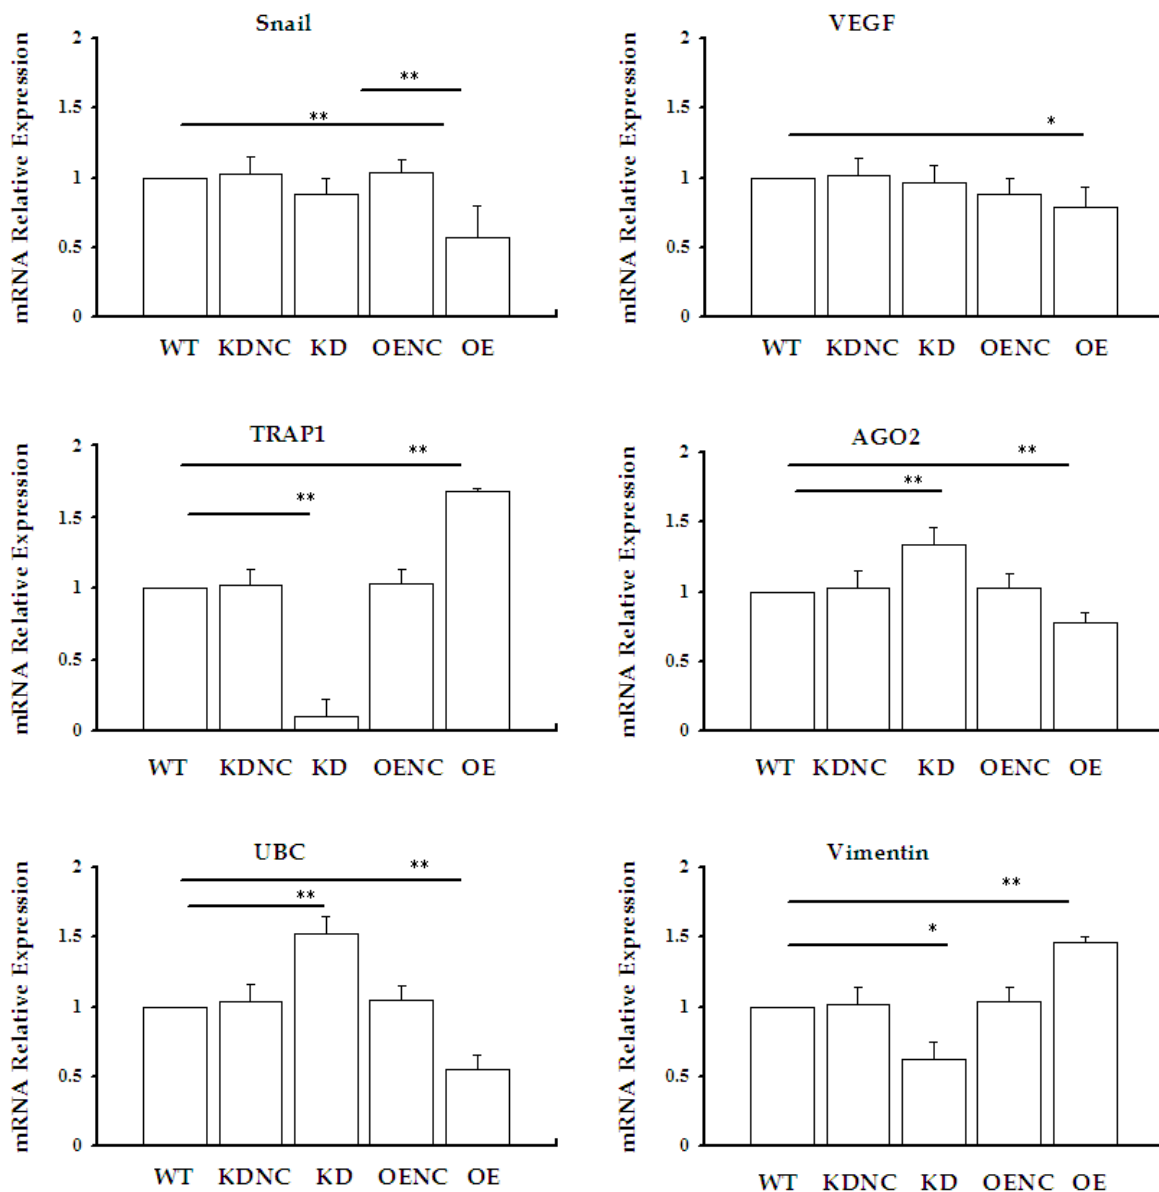 Snail
mRNA Relative Expression
2
1.5
1
0.5
0
**
**
WT KDNC KD OENC OE
VEGF
mRNA Relative Expression
2
1.5
1
0.5
0
*
WT KDNC KD OENC OE
TRAP1
mRNA Relative Expression
2
1.5
1
0.5
0
**
**
WT KDNC KD OENC OE
AGO2
mRNA Relative Expression
2
1.5
1
0.5
0
**
**
WT KDNC KD OENC OE
UBC
mRNA Relative Expression
2
1.5
1
0.5
0
**
**
WT KDNC KD OENC OE
Vimentin
mRNA Relative Expression
2
1.5
1
0.5
0
**
*
WT KDNC KD OENC OE